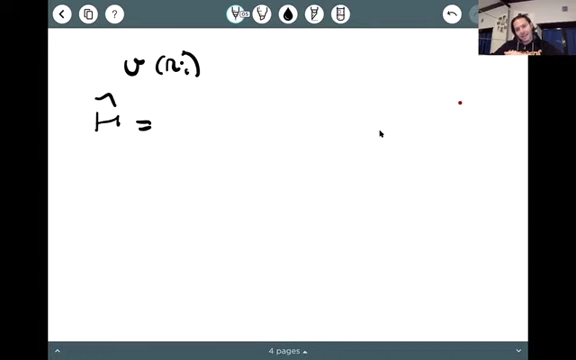 v(ri)
Ĥ =
4 pages